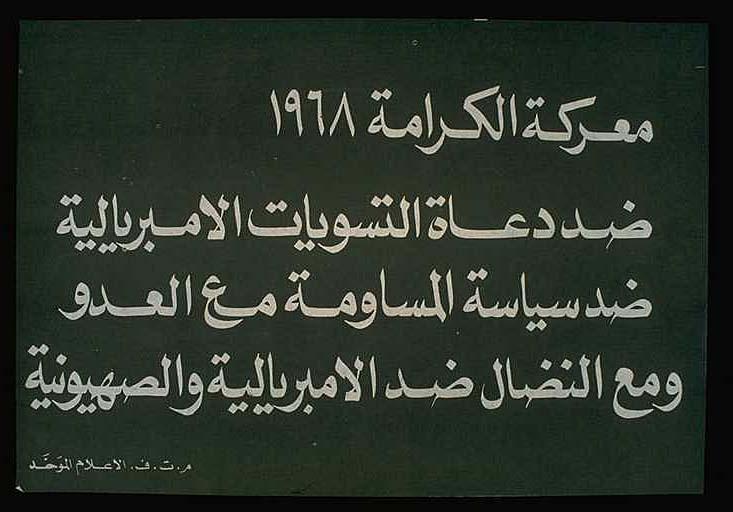 معركة الكرامة ١٩٦٨
ضد دعاة التسويات الامبريالية
ضد سياسة المساومة مع العدو
ومع النضال ضد الامبريالية والصهيونية
م.ت.ف. الاعلام الموحد